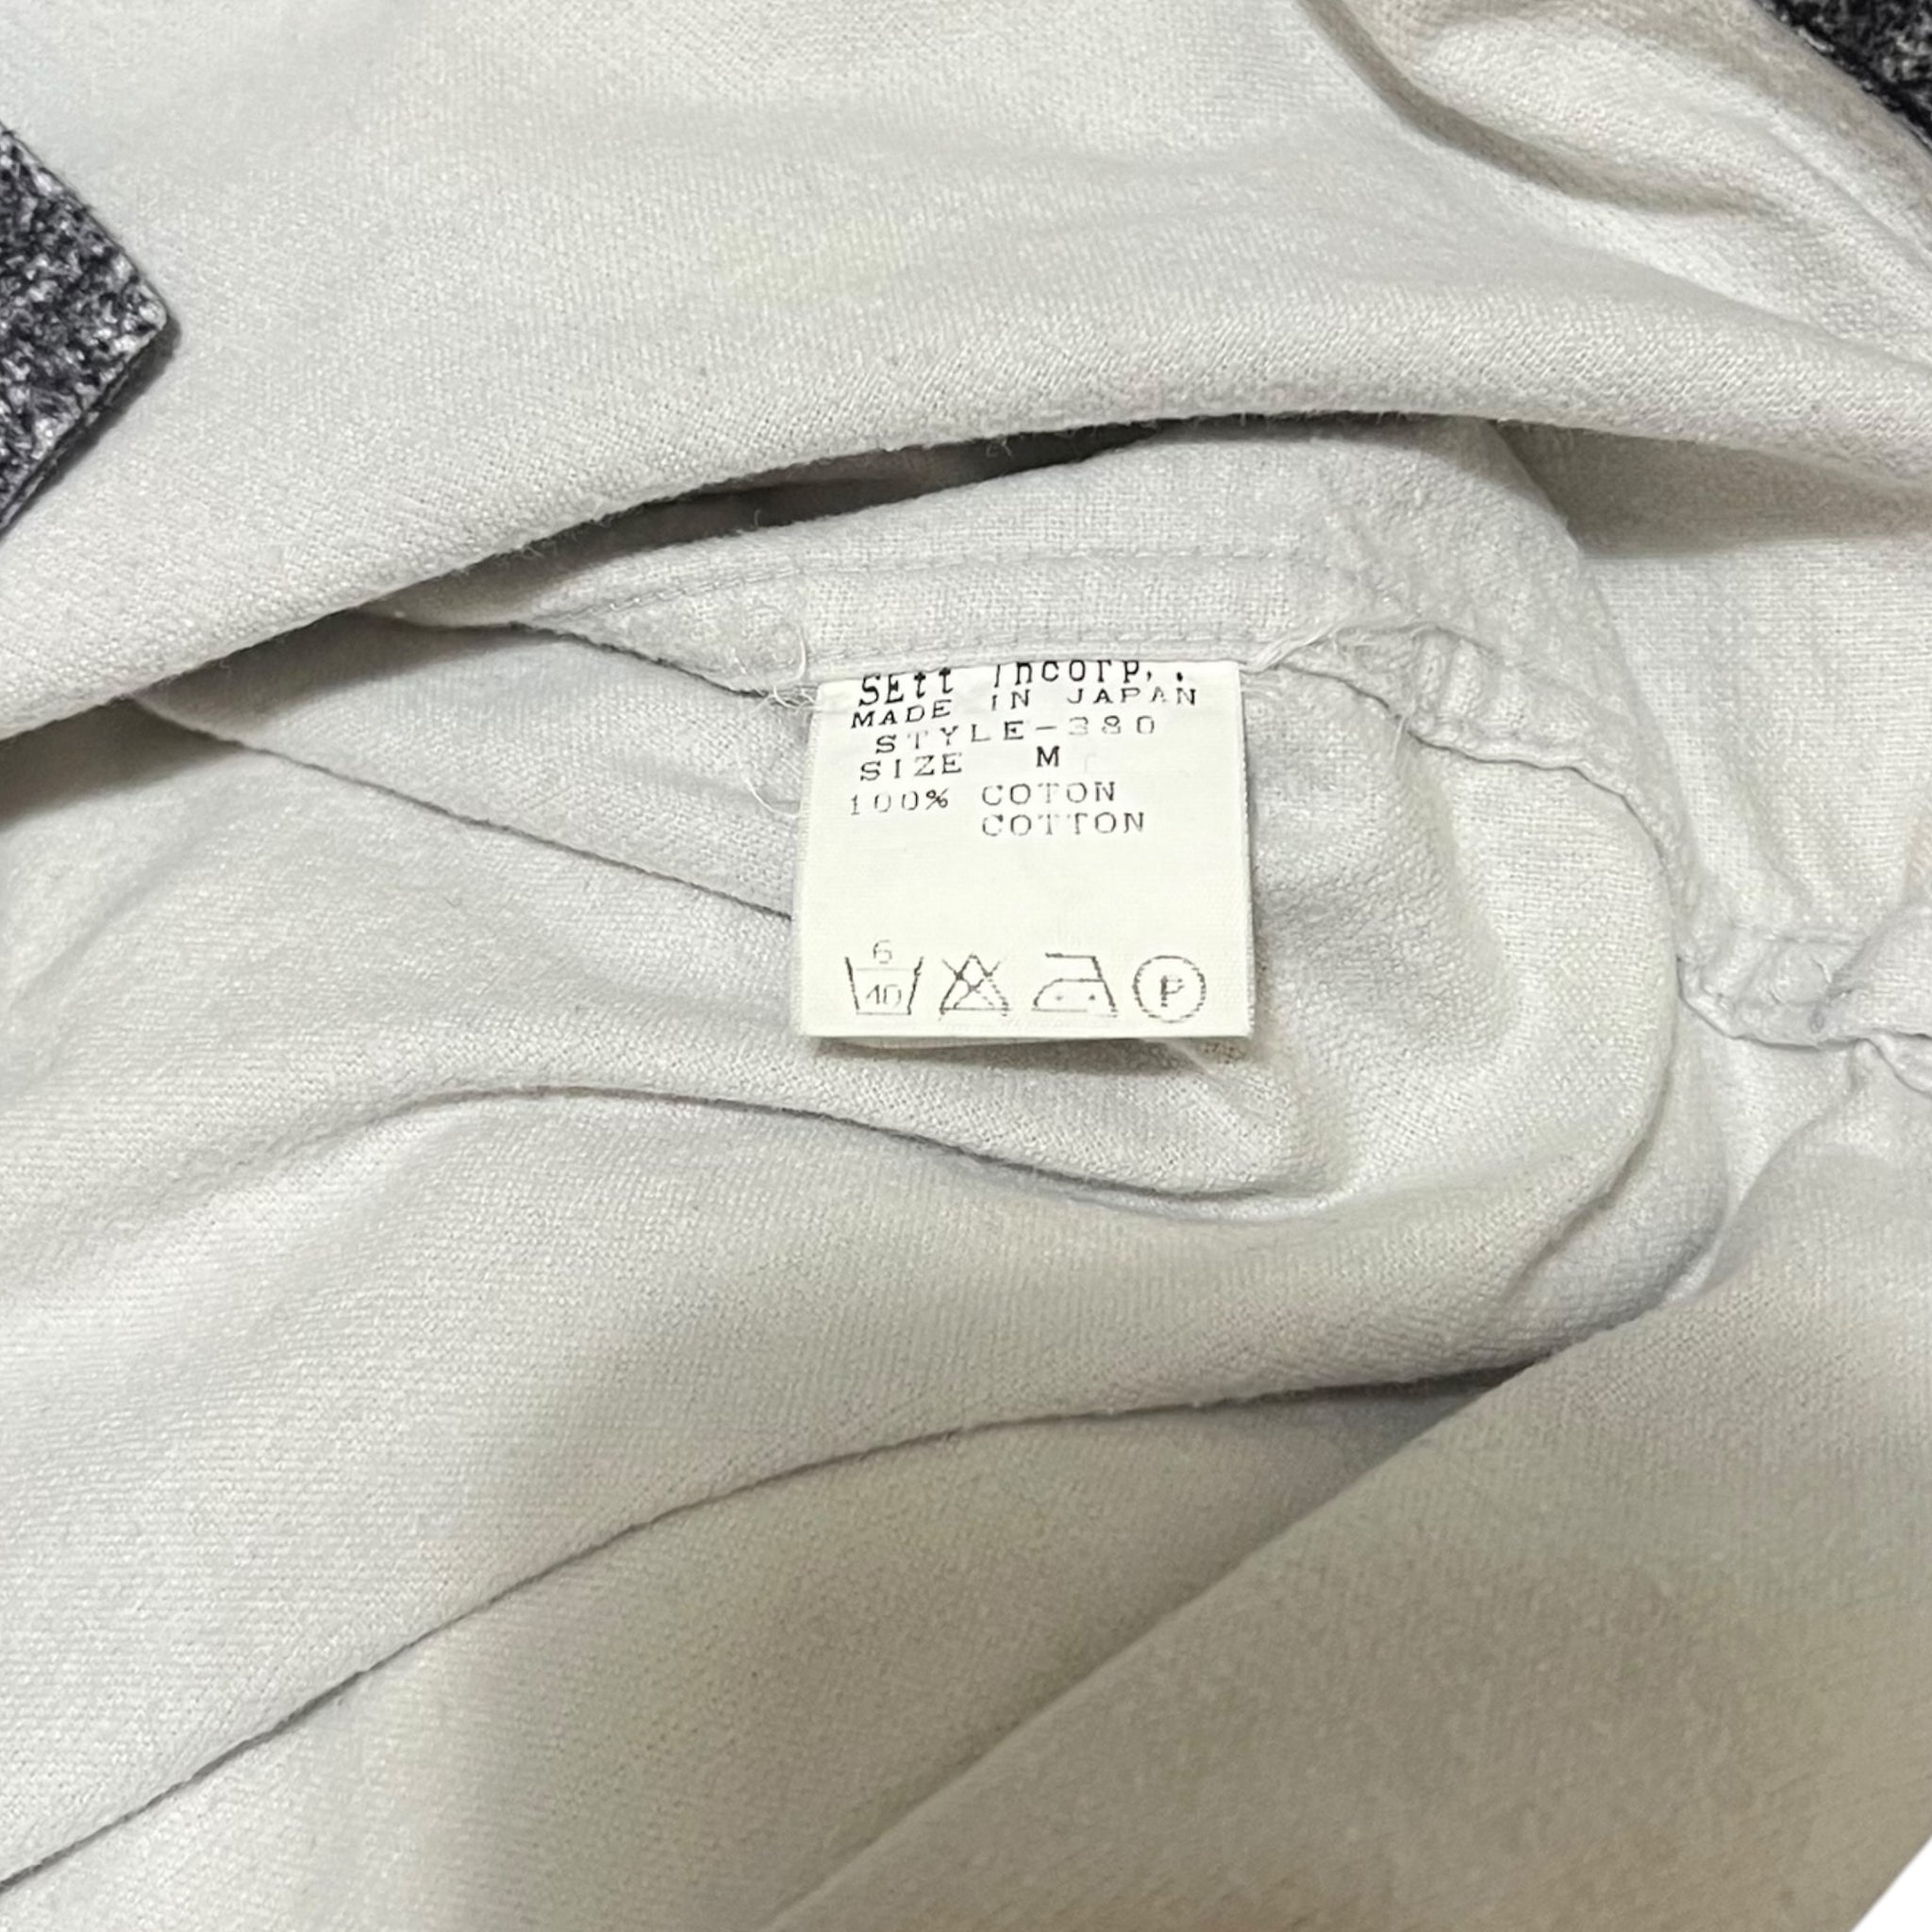 SEtt Incorp,.
MADE IN JAPAN
STYLE-380
SIZE M
100% COTON
COTTON
6
40
P